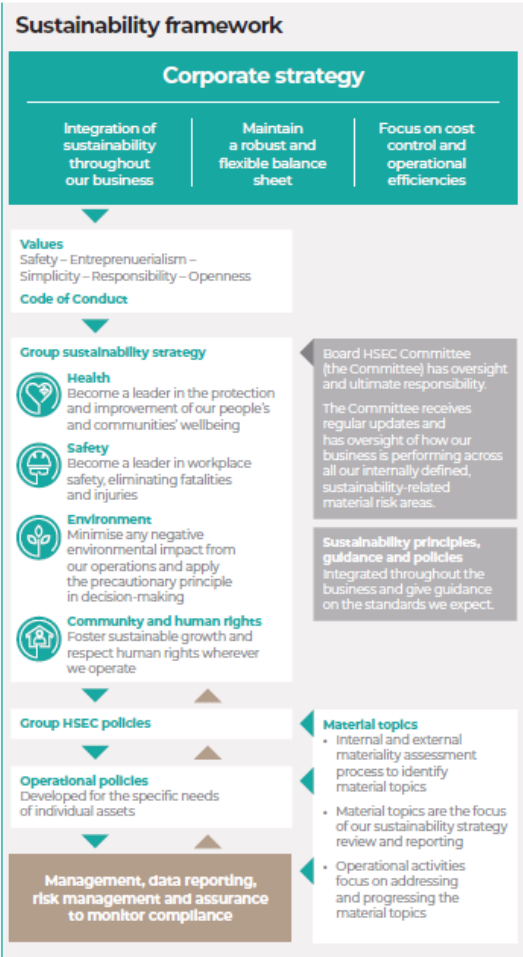 Sustainability framework
Corporate strategy
Integration of
sustainability
throughout
our business
Maintain
a robust and
flexible balance
sheet
Focus on cost
control and
operational
efficiencies
Values
Safety – Entreprenuerialism –
Simplicity – Responsibility – Openness
Code of Conduct
Group sustainability strategy
Health
Become a leader in the protection
and improvement of our people's
and communities' wellbeing
Safety
Become a leader in workplace
safety, eliminating fatalities
and injuries
Environment
Minimise any negative
environmental impact from
our operations and apply
the precautionary principle
in decision-making
Community and human rights
Foster sustainable growth and
respect human rights wherever
we operate
Board HSEC Committee
(the Committee) has oversight
and ultimate responsibility.
The Committee receives
regular updates and
has oversight of how our
business is performing across
all our internally defined,
sustainability-related
material risk areas.
Sustainability principles,
guidance and policies
Integrated throughout the
business and give guidance
on the standards we expect.
Group HSEC policies
Operational policies
Developed for the specific needs
of individual assets
Management, data reporting,
risk management and assurance
to monitor compliance
Material topics
• Internal and external
materiality assessment
process to identify
material topics
• Material topics are the focus
of our sustainability strategy
review and reporting
• Operational activities
focus on addressing
and progressing the
material topics